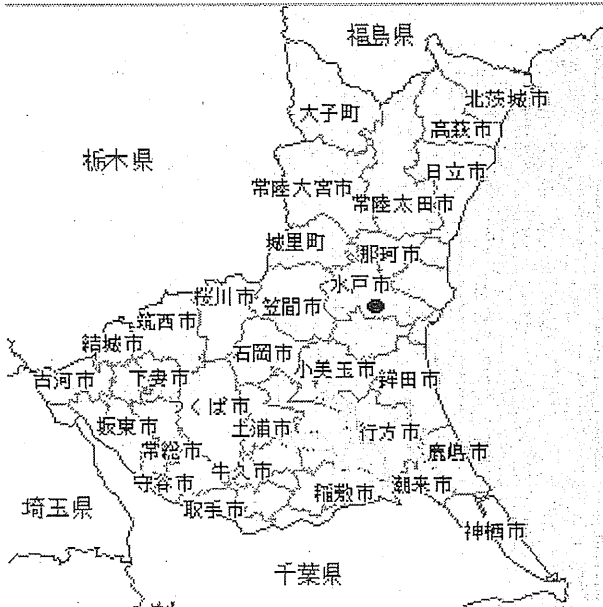 福島県
北茨城市
大子町
高萩市
栃木県
日立市
常陸大宮市
常陸太田市
城里町
那珂市
水戸市
桜川市
笠間市
筑西市
結城市
石岡市
小美玉市
鉾田市
古河市
下妻市
つくば市
坂東市
土浦市
行方市
常総市
鹿嶋市
牛久市
守谷市
潮来市
稲敷市
取手市
埼玉県
神栖市
千葉県